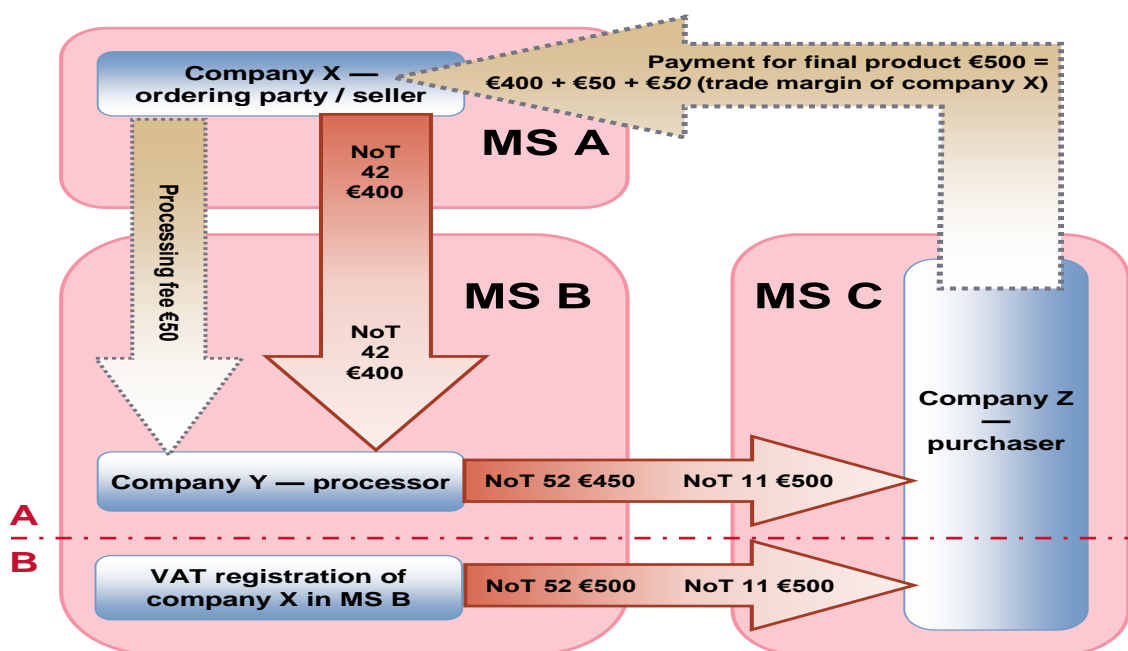 Company X —
ordering party / seller
Payment for final product €500 =
€400 + €50 + €50 (trade margin of company X)
MS A
NoT
42
€400
Processing fee €50
MS B
MS C
NoT
42
€400
Company Z
—
purchaser
Company Y — processor
NoT 52 €450
NoT 11 €500
A
B
VAT registration of
company X in MS B
NoT 52 €500
NoT 11 €500